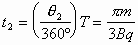 t₂ = (θ₂/360°) T = πm/3Bq